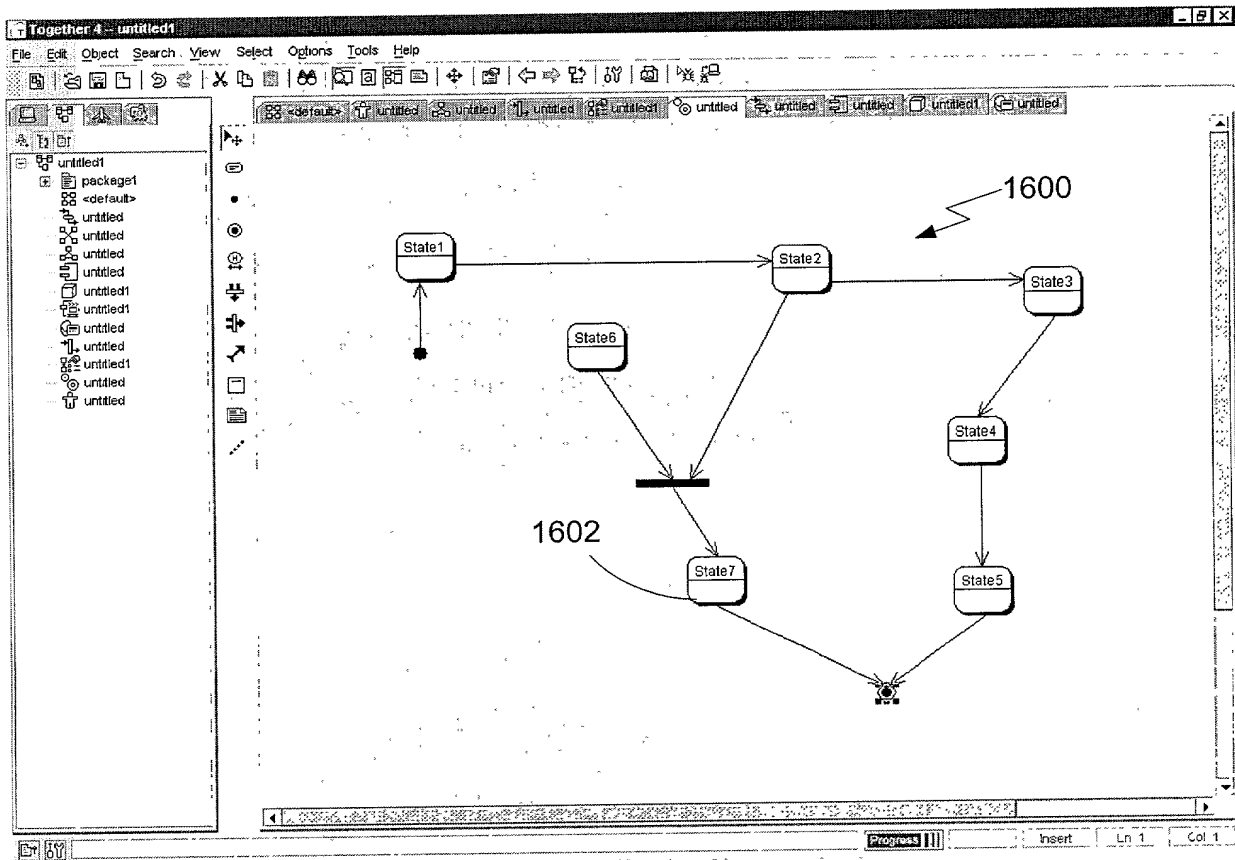 Together 4 – untitled1
File Edit Object Search View Select Options Tools Help
<default> untitled untitled untitled untitled1 untitled untitled untitled untitled1 untitled
untitled1
package1
<default>
untitled
untitled
untitled
untitled
untitled1
untitled1
untitled
untitled
untitled1
untitled
untitled
1600
State1
State2
State3
State6
State4
1602
State7
State5
Progress Insert Ln 1 Col 1